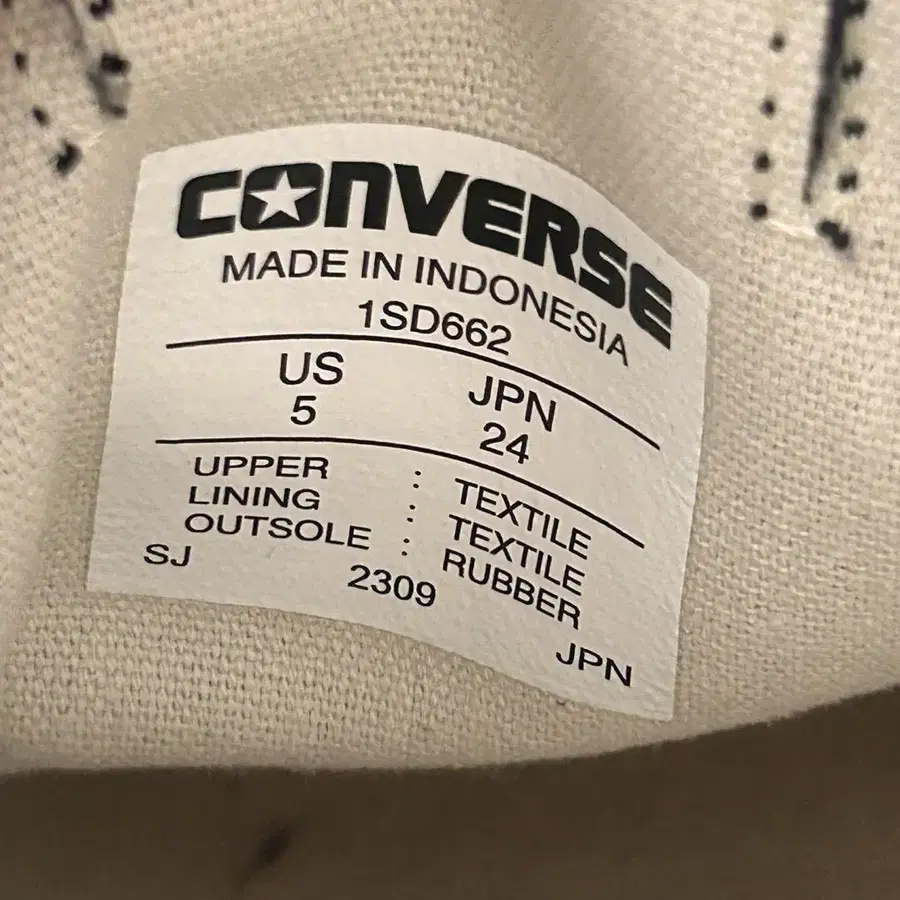 CONVERSE
MADE IN INDONESIA
1SD662
US JPN
5 24
UPPER : TEXTILE
LINING : TEXTILE
OUTSOLE : RUBBER
SJ 2309 JPN